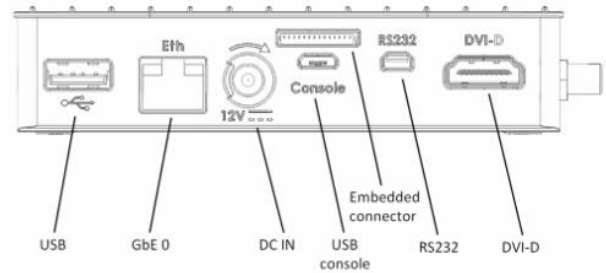 Eth
RS232
DVI-D
Console
12V
Embedded
connector
USB
GbE 0
DC IN
USB
console
RS232
DVI-D